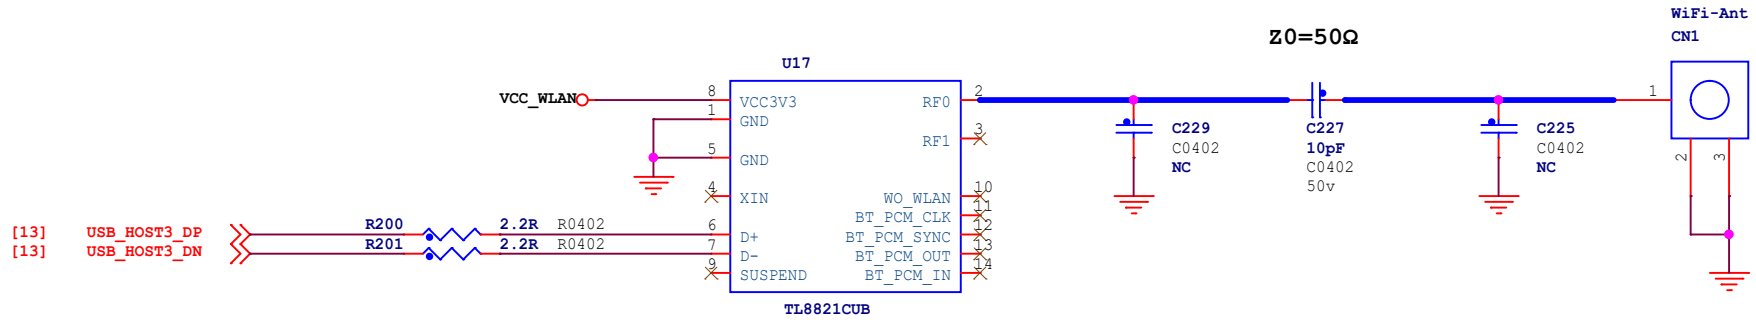 WiFi-Ant
CN1
Z0=50Ω
U17
VCC_WLAN
8
VCC3V3
RF0
2
1
1
GND
3
RF1
C229
C0402
NC
C227
10pF
C0402
50v
C225
C0402
NC
5
GND
2
3
4
XIN
WO_WLAN
10
BT_PCM_CLK
11
[13] USB_HOST3_DP
R200
2.2R R0402
6
D+
BT_PCM_SYNC
12
[13] USB_HOST3_DN
R201
2.2R R0402
7
D-
BT_PCM_OUT
13
9
SUSPEND
BT_PCM_IN
14
TL8821CUB